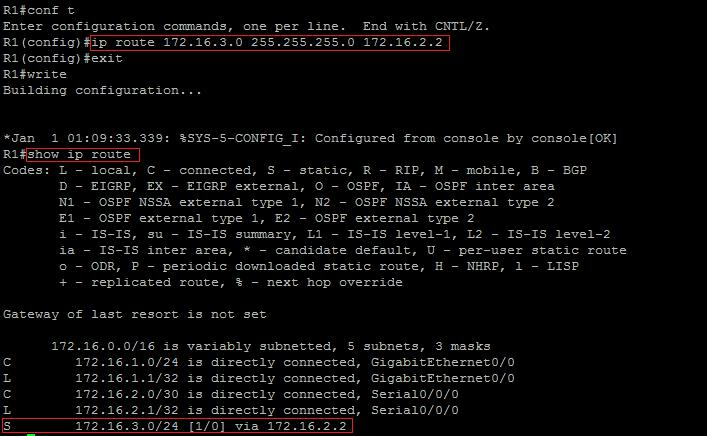 R1#conf t
Enter configuration commands, one per line.  End with CNTL/Z.
R1(config)#ip route 172.16.3.0 255.255.255.0 172.16.2.2
R1(config)#exit
R1#write
Building configuration...
*Jan  1 01:09:33.339: %SYS-5-CONFIG_I: Configured from console by console[OK]
R1#show ip route
Codes: L - local, C - connected, S - static, R - RIP, M - mobile, B - BGP
       D - EIGRP, EX - EIGRP external, O - OSPF, IA - OSPF inter area
       N1 - OSPF NSSA external type 1, N2 - OSPF NSSA external type 2
       E1 - OSPF external type 1, E2 - OSPF external type 2
       i - IS-IS, su - IS-IS summary, L1 - IS-IS level-1, L2 - IS-IS level-2
       ia - IS-IS inter area, * - candidate default, U - per-user static route
       o - ODR, P - periodic downloaded static route, H - NHRP, l - LISP
       + - replicated route, % - next hop override
Gateway of last resort is not set
      172.16.0.0/16 is variably subnetted, 5 subnets, 3 masks
C        172.16.1.0/24 is directly connected, GigabitEthernet0/0
L        172.16.1.1/32 is directly connected, GigabitEthernet0/0
C        172.16.2.0/30 is directly connected, Serial0/0/0
L        172.16.2.1/32 is directly connected, Serial0/0/0
S        172.16.3.0/24 [1/0] via 172.16.2.2